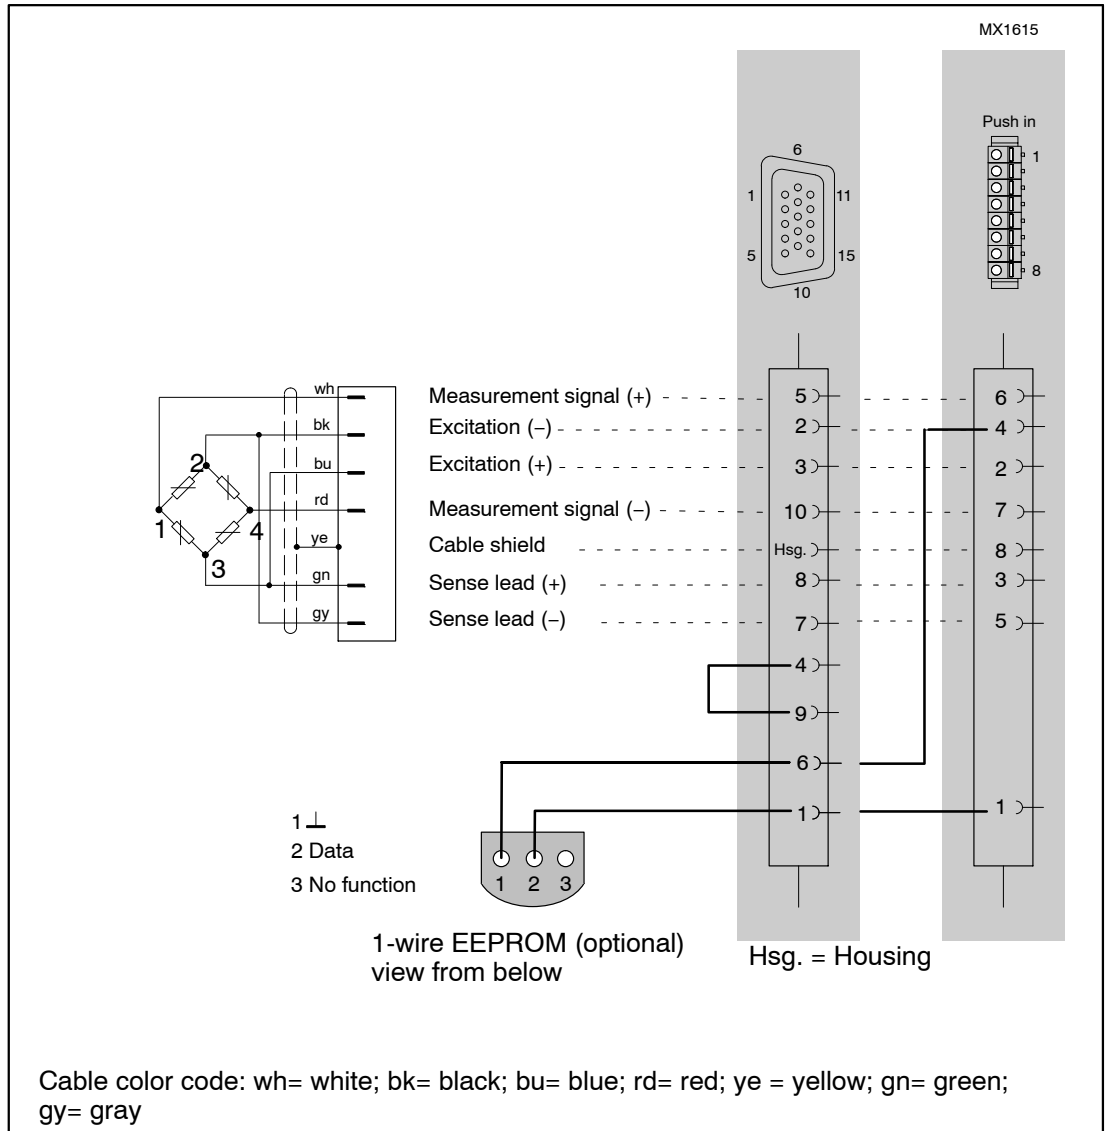 MX1615
Push in
1
8
6
1
11
5
15
10
wh
Measurement signal (+)
5
6
bk
Excitation (−)
2
4
bu
Excitation (+)
3
2
rd
Measurement signal (−)
10
7
ye
Cable shield
Hsg.
8
gn
Sense lead (+)
8
3
gy
Sense lead (−)
7
5
2
1
4
3
4
9
6
1
1
1 ⊥
2 Data
3 No function
1 2 3
1-wire EEPROM (optional)
view from below
Hsg. = Housing
Cable color code: wh= white; bk= black; bu= blue; rd= red; ye = yellow; gn= green;
gy= gray